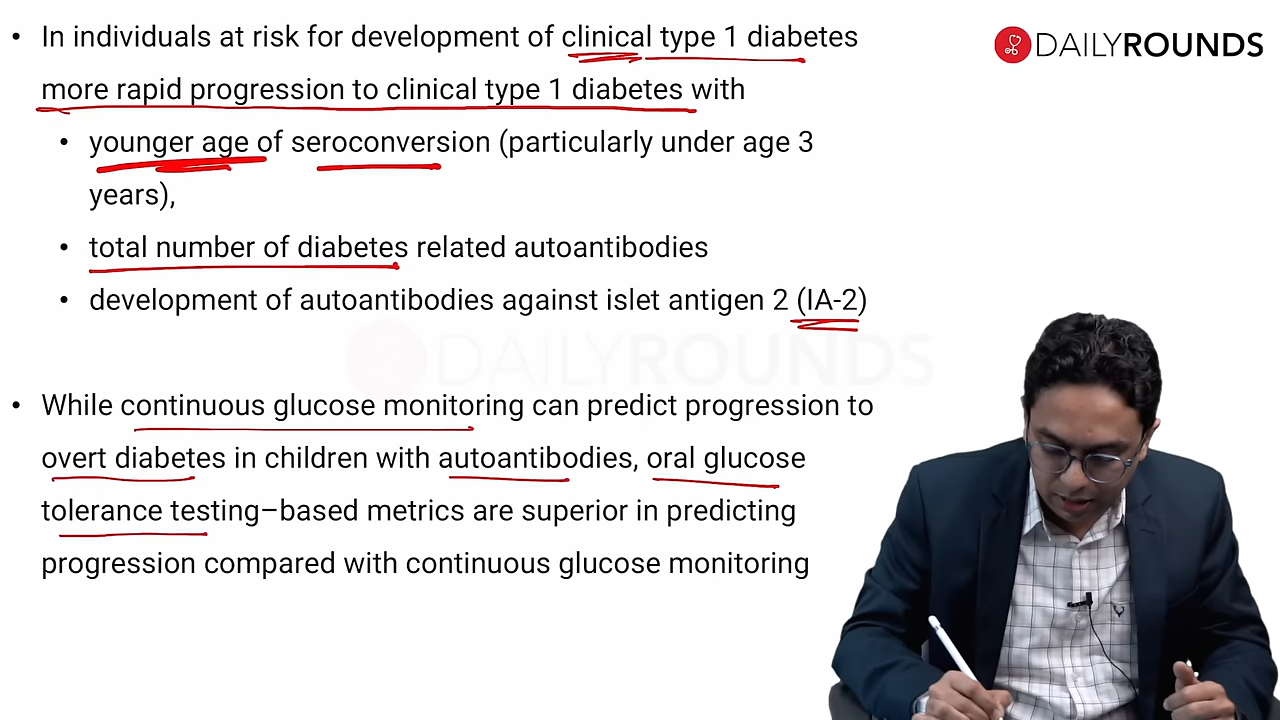 • In individuals at risk for development of clinical type 1 diabetes
more rapid progression to clinical type 1 diabetes with
• younger age of seroconversion (particularly under age 3
years),
• total number of diabetes related autoantibodies
• development of autoantibodies against islet antigen 2 (IA-2)
• While continuous glucose monitoring can predict progression to
overt diabetes in children with autoantibodies, oral glucose
tolerance testing–based metrics are superior in predicting
progression compared with continuous glucose monitoring
DAILYROUNDS
DAILYROUNDS